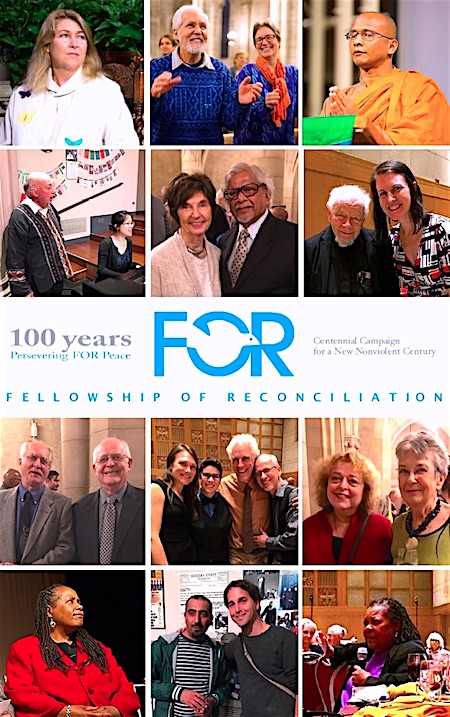 100 years
Persevering FOR Peace
FOR
Centennial Campaign
for a New Nonviolent Century
FELLOWSHIP OF RECONCILIATION